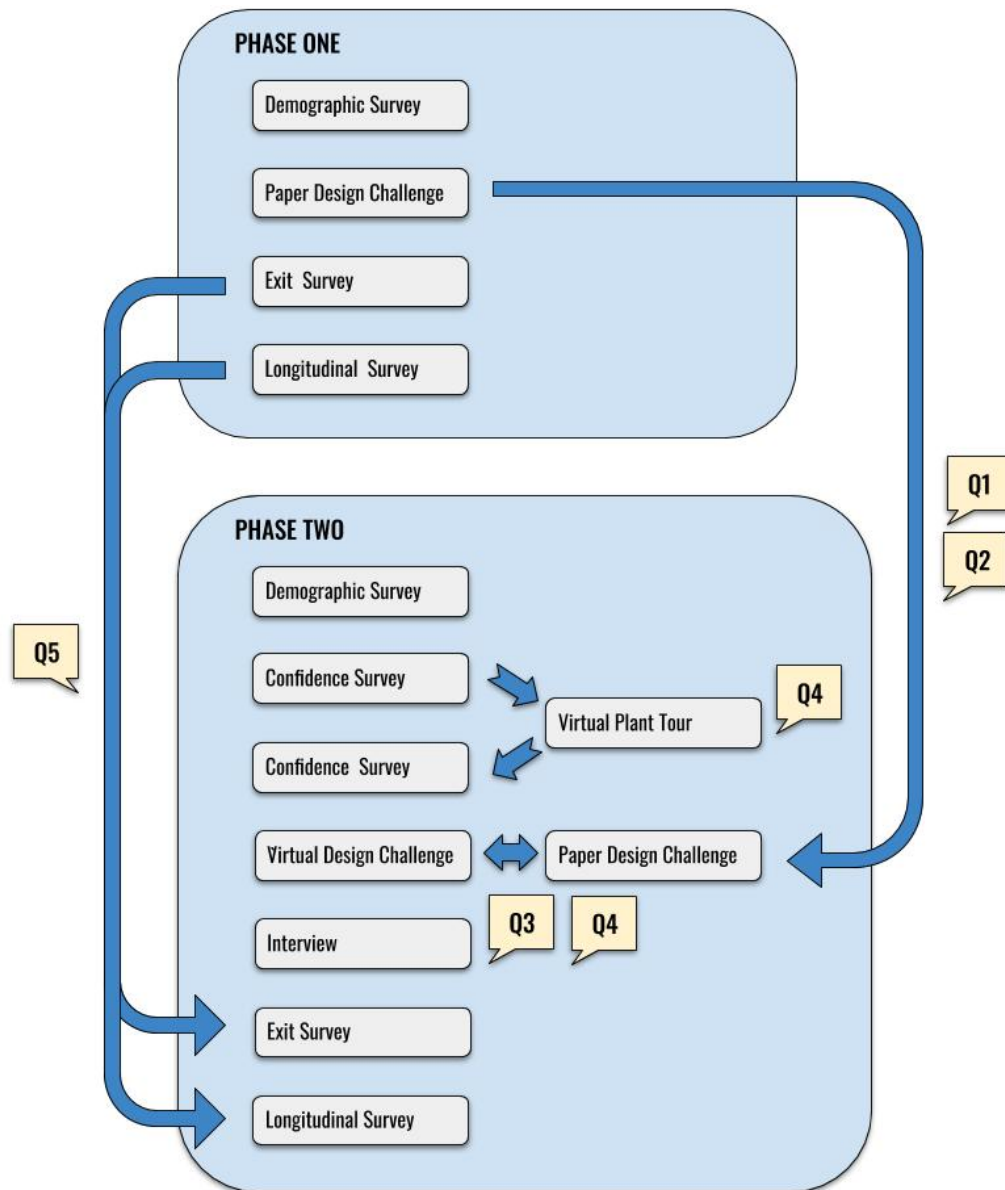 PHASE ONE
Demographic Survey
Paper Design Challenge
Exit Survey
Longitudinal Survey
Q1
Q2
PHASE TWO
Demographic Survey
Q5
Confidence Survey
Virtual Plant Tour
Q4
Confidence Survey
Virtual Design Challenge
Paper Design Challenge
Interview
Q3
Q4
Exit Survey
Longitudinal Survey